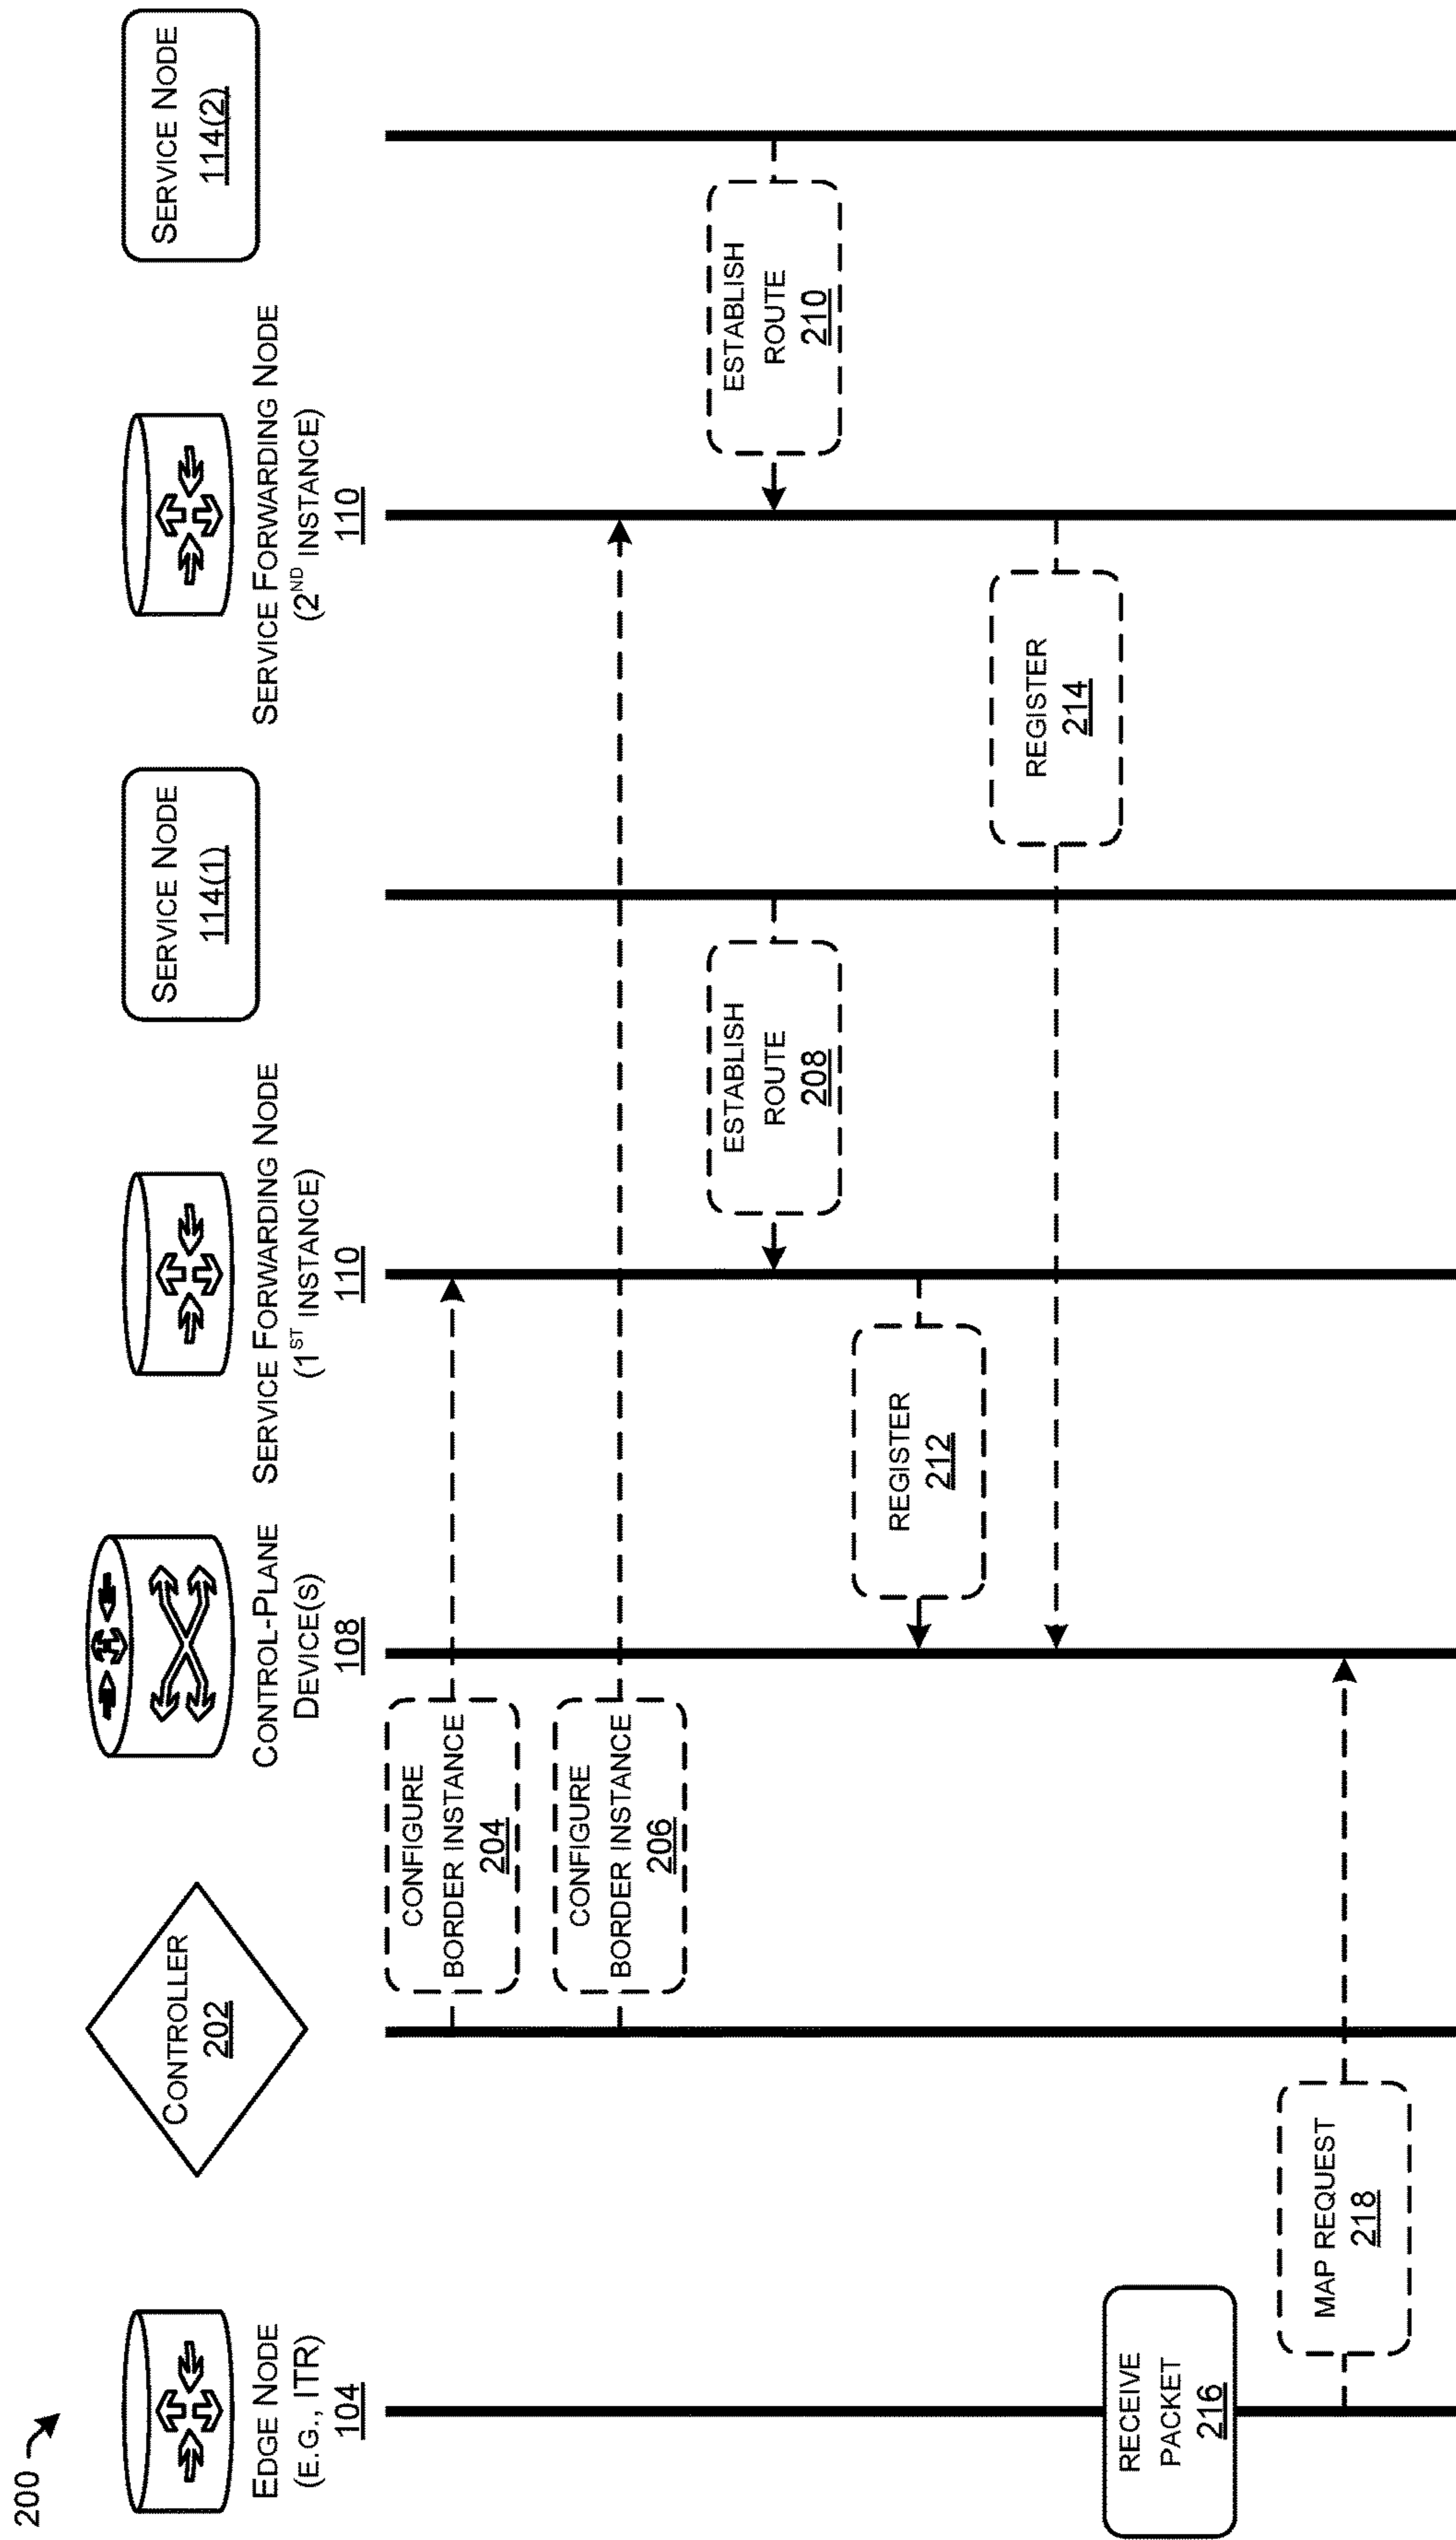 200
EDGE NODE
(E.G., ITR)
104
CONTROLLER
202
CONTROL-PLANE
DEVICE(S)
108
SERVICE FORWARDING NODE
(1ST INSTANCE)
110
SERVICE NODE
114(1)
SERVICE FORWARDING NODE
(2ND INSTANCE)
110
SERVICE NODE
114(2)
CONFIGURE
BORDER INSTANCE
204
CONFIGURE
BORDER INSTANCE
206
ESTABLISH
ROUTE
208
ESTABLISH
ROUTE
210
REGISTER
212
REGISTER
214
RECEIVE
PACKET
216
MAP REQUEST
218